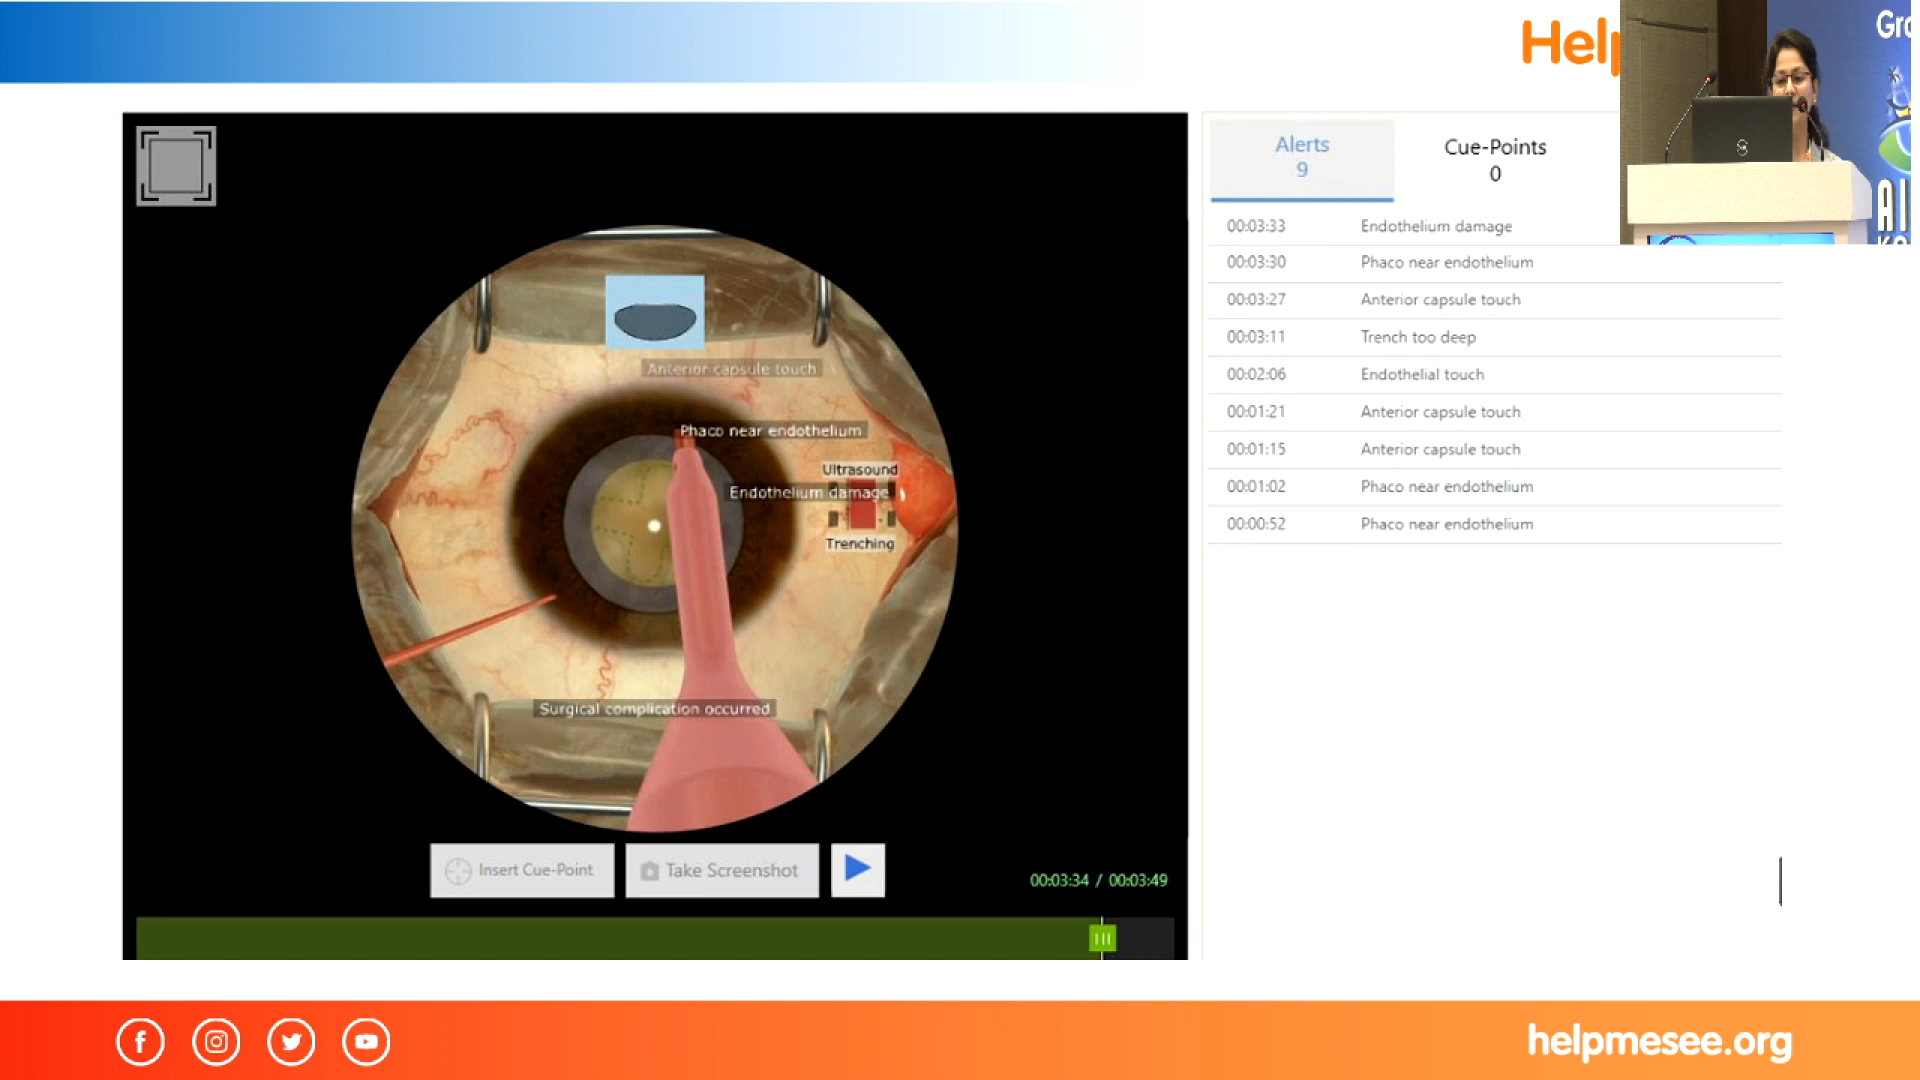 Help
Gro
Alerts
9
Cue-Points
0
00:03:33 Endothelium damage
00:03:30 Phaco near endothelium
00:03:27 Anterior capsule touch
00:03:11 Trench too deep
00:02:06 Endothelial touch
00:01:21 Anterior capsule touch
00:01:15 Anterior capsule touch
00:01:02 Phaco near endothelium
00:00:52 Phaco near endothelium
Anterior capsule touch
Phaco near endothelium
Ultrasound
Endothelium damage
Trenching
Surgical complication occurred
Insert Cue-Point
Take Screenshot
00:03:34 / 00:03:49
helpmesee.org